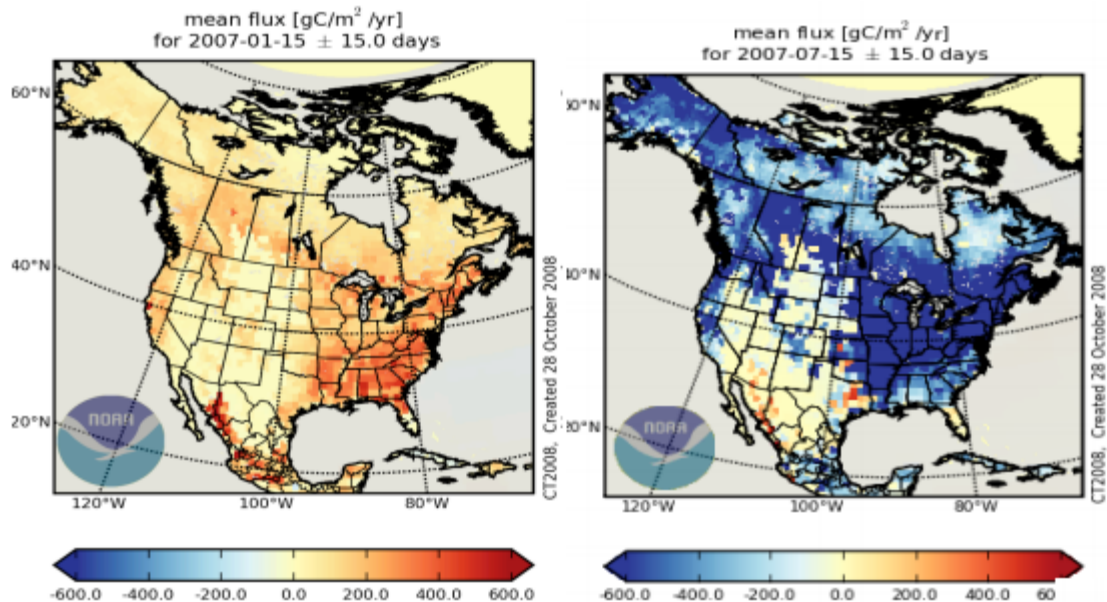 mean flux [gC/m² /yr]
for 2007-01-15 ± 15.0 days
60°N
40°N
20°N
120°W
100°W
80°W
NOAA
CT2008, Created 28 October 2008
-600.0 -400.0 -200.0 0.0 200.0 400.0 600.0
mean flux [gC/m² /yr]
for 2007-07-15 ± 15.0 days
0°N
40°N
20°N
120°W
100°W
80°W
NOAA
CT2008, Created 28 October 2008
-600.0 -400.0 -200.0 0.0 200.0 400.0 60